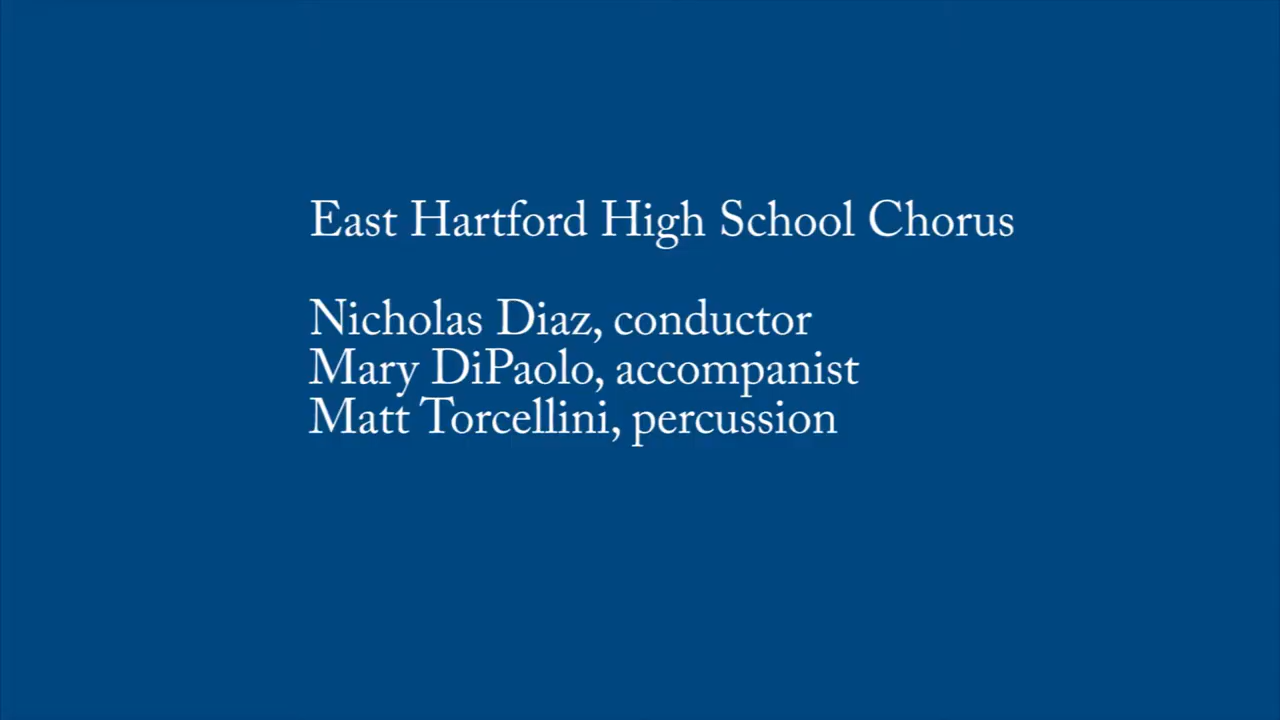 East Hartford High School Chorus
Nicholas Diaz, conductor
Mary DiPaolo, accompanist
Matt Torcellini, percussion